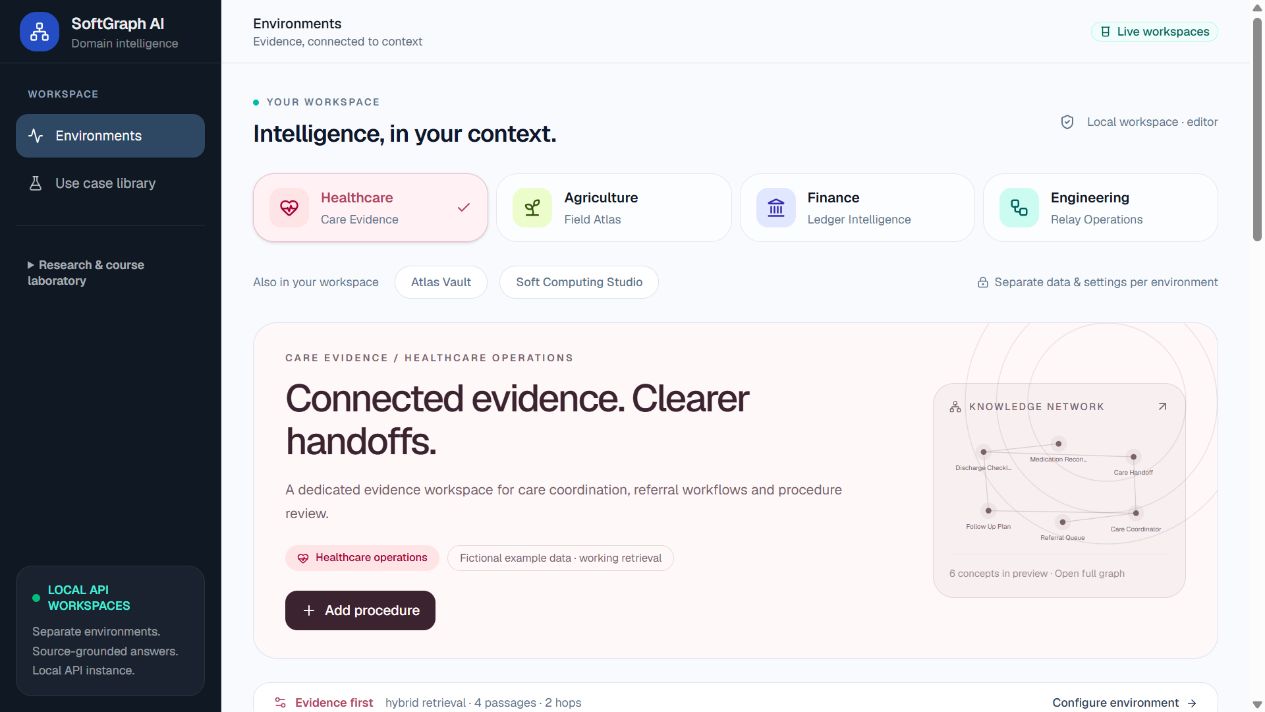 SoftGraph AI
Domain intelligence
WORKSPACE
Environments
Use case library
Research & course
laboratory
LOCAL API
WORKSPACES
Separate environments.
Source-grounded answers.
Local API instance.
Environments
Evidence, connected to context
Live workspaces
YOUR WORKSPACE
Intelligence, in your context.
Local workspace · editor
Healthcare
Care Evidence
Agriculture
Field Atlas
Finance
Ledger Intelligence
Engineering
Relay Operations
Also in your workspace
Atlas Vault
Soft Computing Studio
Separate data & settings per environment
CARE EVIDENCE / HEALTHCARE OPERATIONS
Connected evidence. Clearer
handoffs.
A dedicated evidence workspace for care coordination, referral workflows and procedure
review.
Healthcare operations
Fictional example data · working retrieval
+ Add procedure
KNOWLEDGE NETWORK
Medication Recon...
Discharge Checkl...
Care Handoff
Follow Up Plan
Referral Queue
Care Coordinator
6 concepts in preview · Open full graph
Evidence first
hybrid retrieval · 4 passages · 2 hops
Configure environment →